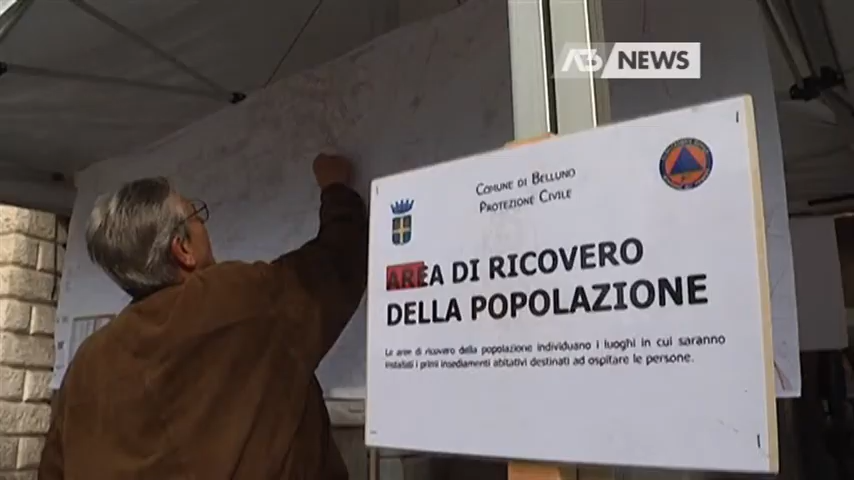 A3 NEWS
Comune di Belluno
Protezione Civile
AREA DI RICOVERO
DELLA POPOLAZIONE
Le aree di ricovero della popolazione individuano i luoghi in cui saranno
installati i primi insediamenti abitativi destinati ad ospitare le persone.